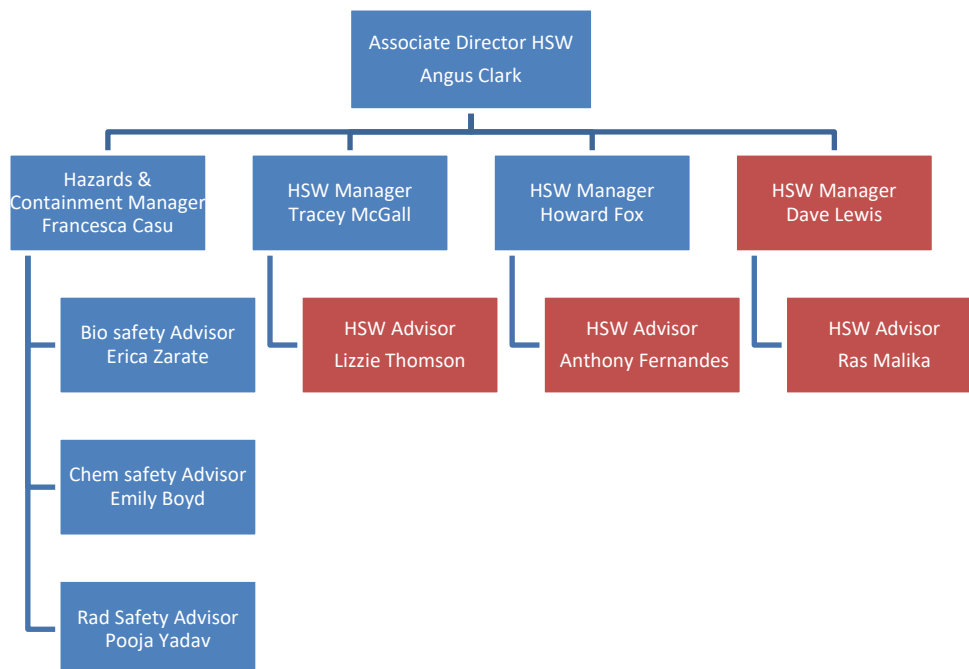 Associate Director HSW
Angus Clark
Hazards &
Containment Manager
Francesca Casu
HSW Manager
Tracey McGall
HSW Manager
Howard Fox
HSW Manager
Dave Lewis
Bio safety Advisor
Erica Zarate
HSW Advisor
Lizzie Thomson
HSW Advisor
Anthony Fernandes
HSW Advisor
Ras Malika
Chem safety Advisor
Emily Boyd
Rad Safety Advisor
Pooja Yadav